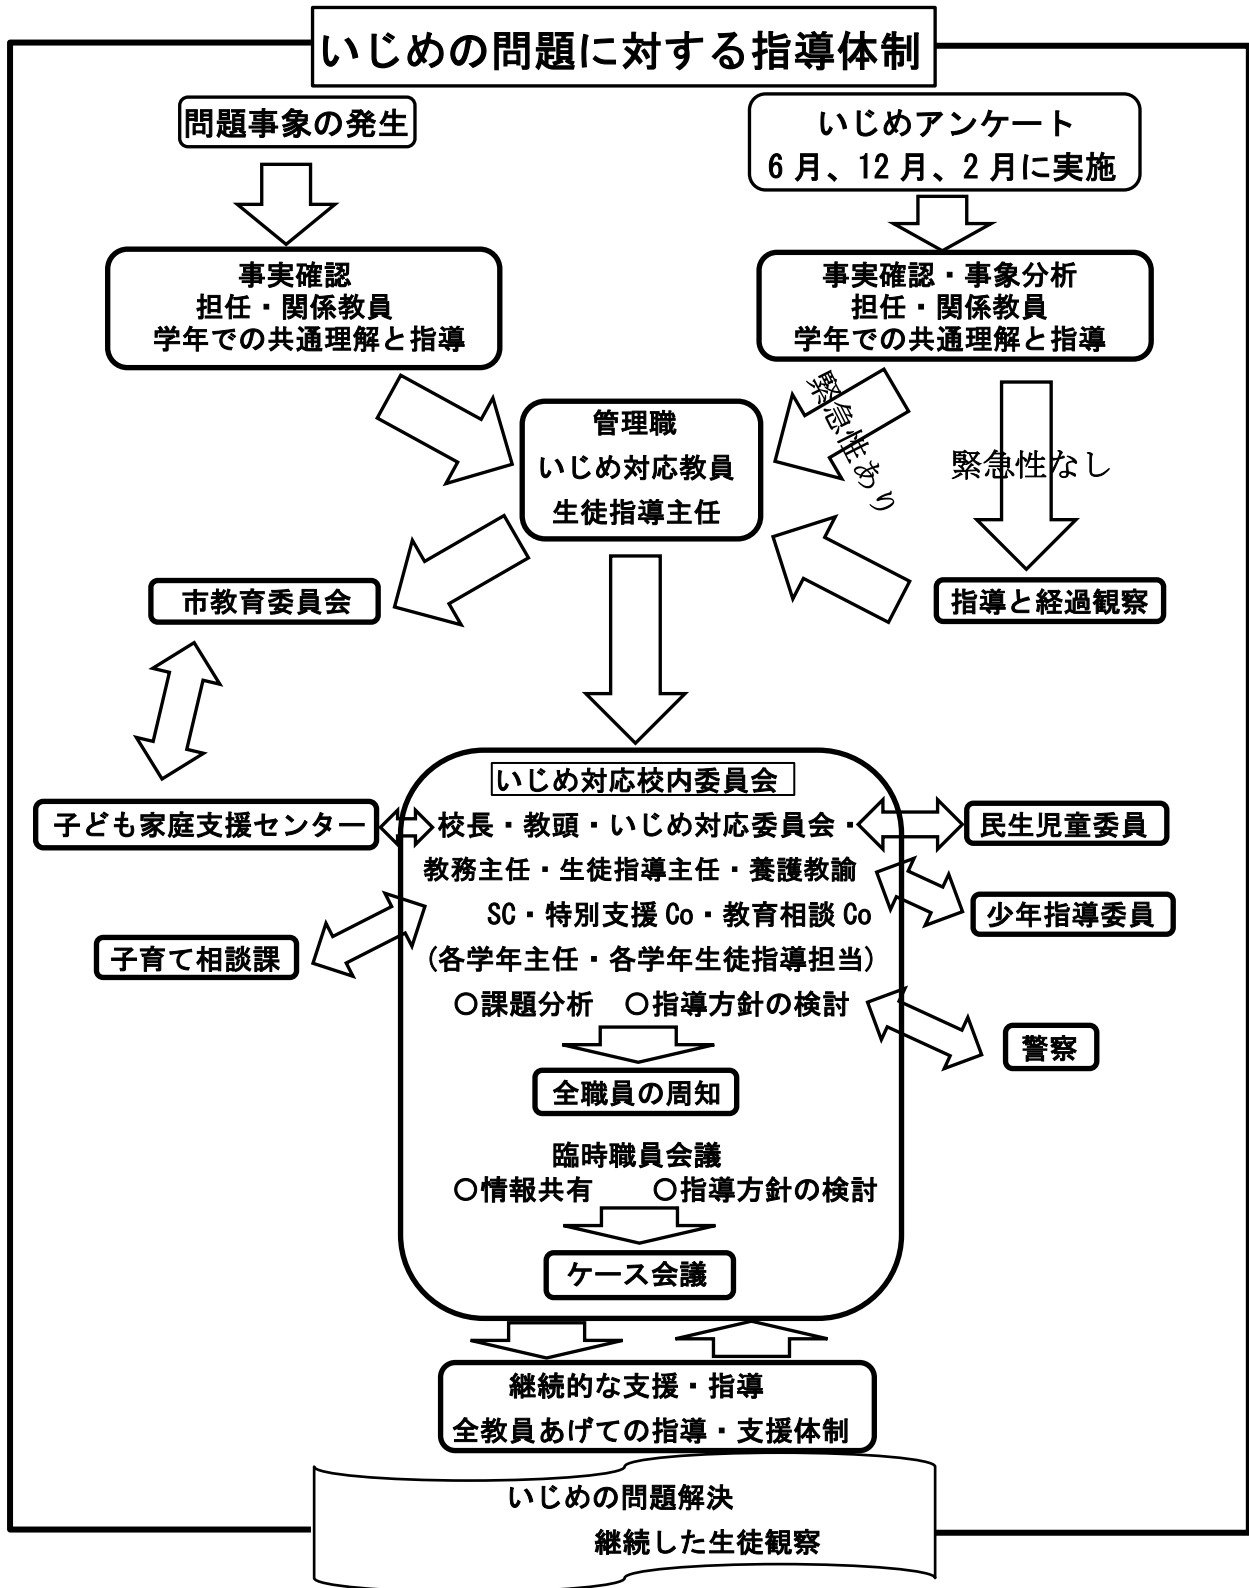 いじめの問題に対する指導体制
問題事象の発生
いじめアンケート
6月、12月、2月に実施
事実確認
担任・関係教員
学年での共通理解と指導
事実確認・事象分析
担任・関係教員
学年での共通理解と指導
緊急性あり
緊急性なし
管理職
いじめ対応教員
生徒指導主任
市教育委員会
指導と経過観察
いじめ対応校内委員会
子ども家庭支援センター
校長・教頭・いじめ対応委員会・
民生児童委員
教務主任・生徒指導主任・養護教諭
SC・特別支援Co・教育相談Co
少年指導委員
子育て相談課
(各学年主任・各学年生徒指導担当)
○課題分析 ○指導方針の検討
警察
全職員の周知
臨時職員会議
○情報共有 ○指導方針の検討
ケース会議
継続的な支援・指導
全教員あげての指導・支援体制
いじめの問題解決
継続した生徒観察